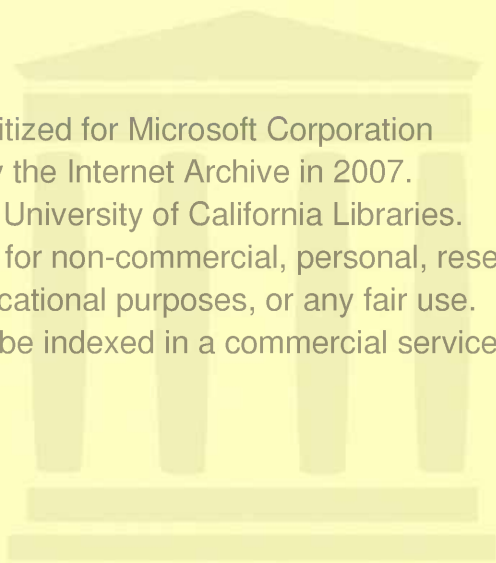 itized for Microsoft Corporation
the Internet Archive in 2007.
University of California Libraries.
for non-commercial, personal, rese
cational purposes, or any fair use.
be indexed in a commercial service